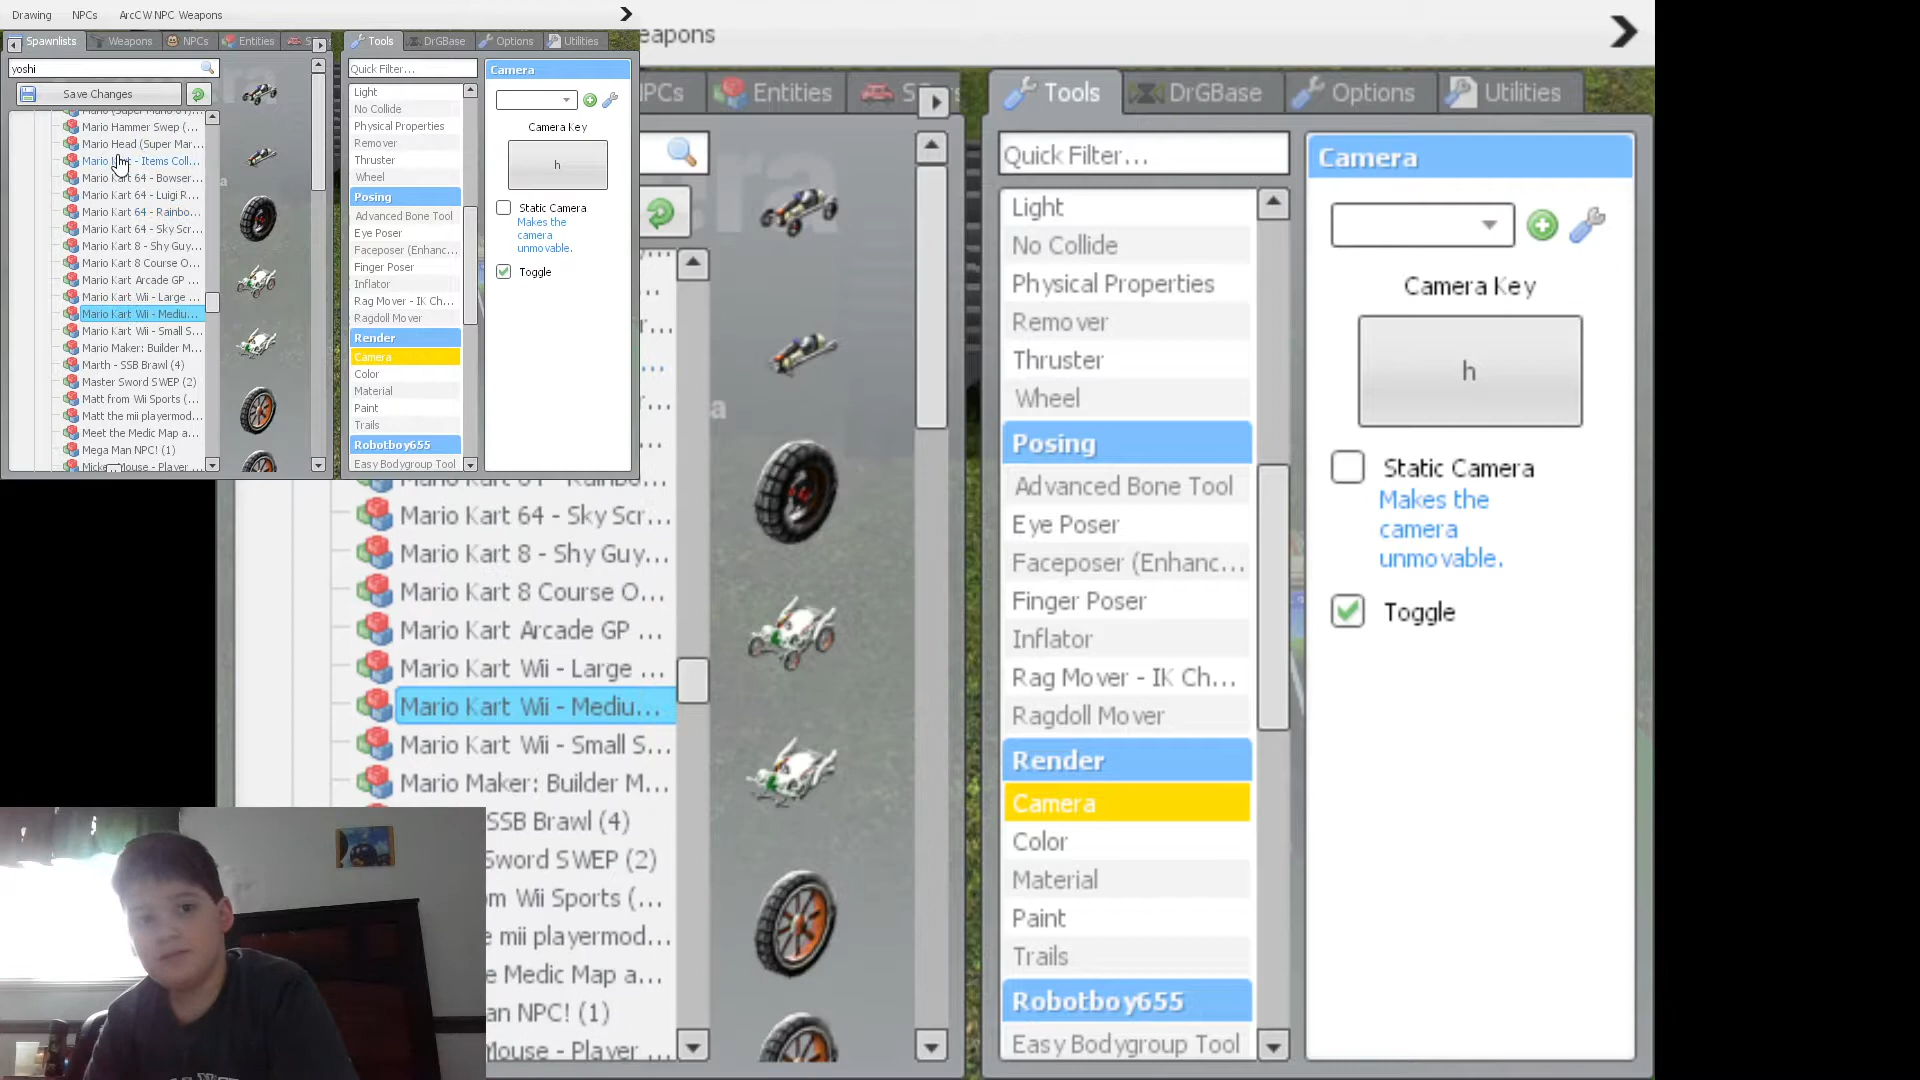 Drawing NPCs ArcCW NPC Weapons
Spawnlists Weapons NPCs Entities
yoshi
Save Changes
Mario Hammer Swep (...
Mario Head (Super Mar...
Mario Kart - Items Coll...
Mario Kart 64 - Bowser...
Mario Kart 64 - Luigi R...
Mario Kart 64 - Rainbo...
Mario Kart 64 - Sky Scr...
Mario Kart 8 - Shy Guy...
Mario Kart 8 Course O...
Mario Kart Arcade GP ...
Mario Kart Wii - Large ...
Mario Kart Wii - Mediu...
Mario Kart Wii - Small S...
Mario Maker: Builder M...
Marth - SSB Brawl (4)
Master Sword SWEP (2)
Matt from Wii Sports (...
Matt the mii playermod...
Meet the Medic Map a...
Mega Man NPC! (1)
Mickey Mouse - Player ...
Tools DrGBase Options Utilities
Quick Filter...
Light
No Collide
Physical Properties
Remover
Thruster
Wheel
Posing
Advanced Bone Tool
Eye Poser
Faceposer (Enhanc...
Finger Poser
Inflator
Rag Mover - IK Ch...
Ragdoll Mover
Render
Camera
Color
Material
Paint
Trails
Robotboy655
Easy Bodygroup Tool
Camera
Camera Key
h
Static Camera
Makes the
camera
unmovable.
Toggle
eapons
PCs Entities
Mario Kart 64 - Rainbo...
Mario Kart 64 - Sky Scr...
Mario Kart 8 - Shy Guy...
Mario Kart 8 Course O...
Mario Kart Arcade GP ...
Mario Kart Wii - Large ...
Mario Kart Wii - Mediu...
Mario Kart Wii - Small S...
Mario Maker: Builder M...
SSB Brawl (4)
Sword SWEP (2)
om Wii Sports (...
e mii playermod...
e Medic Map a...
an NPC! (1)
Mouse - Player ...
Tools DrGBase Options Utilities
Quick Filter...
Light
No Collide
Physical Properties
Remover
Thruster
Wheel
Posing
Advanced Bone Tool
Eye Poser
Faceposer (Enhanc...
Finger Poser
Inflator
Rag Mover - IK Ch...
Ragdoll Mover
Render
Camera
Color
Material
Paint
Trails
Robotboy655
Easy Bodygroup Tool
Camera
Camera Key
h
Static Camera
Makes the
camera
unmovable.
Toggle